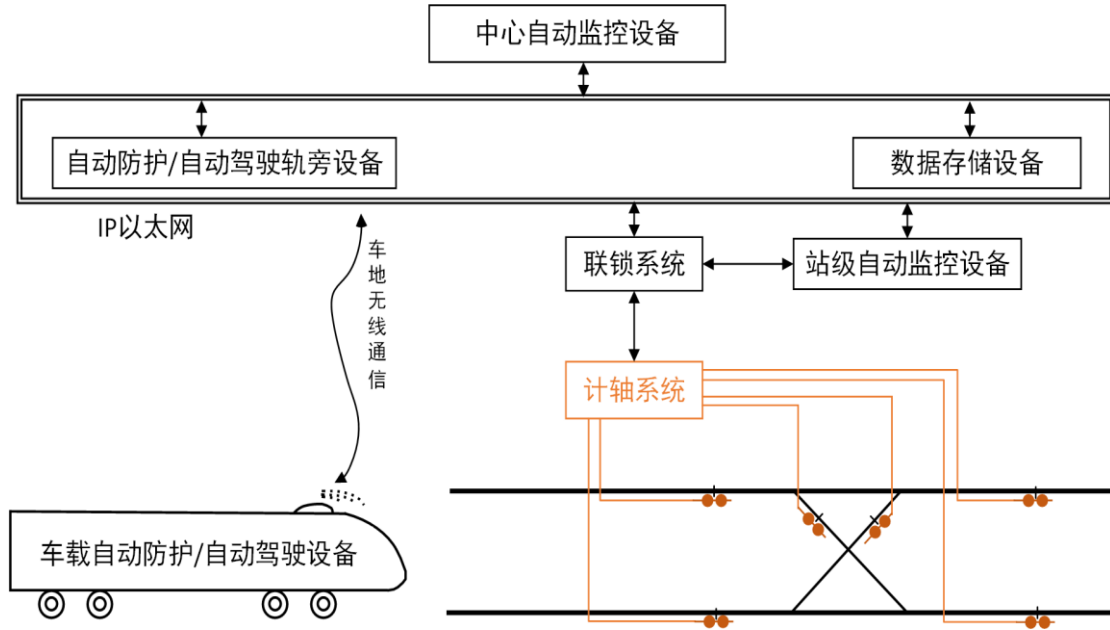 中心自动监控设备
自动防护/自动驾驶轨旁设备
数据存储设备
IP以太网
车地无线通信
联锁系统
站级自动监控设备
计轴系统
车载自动防护/自动驾驶设备